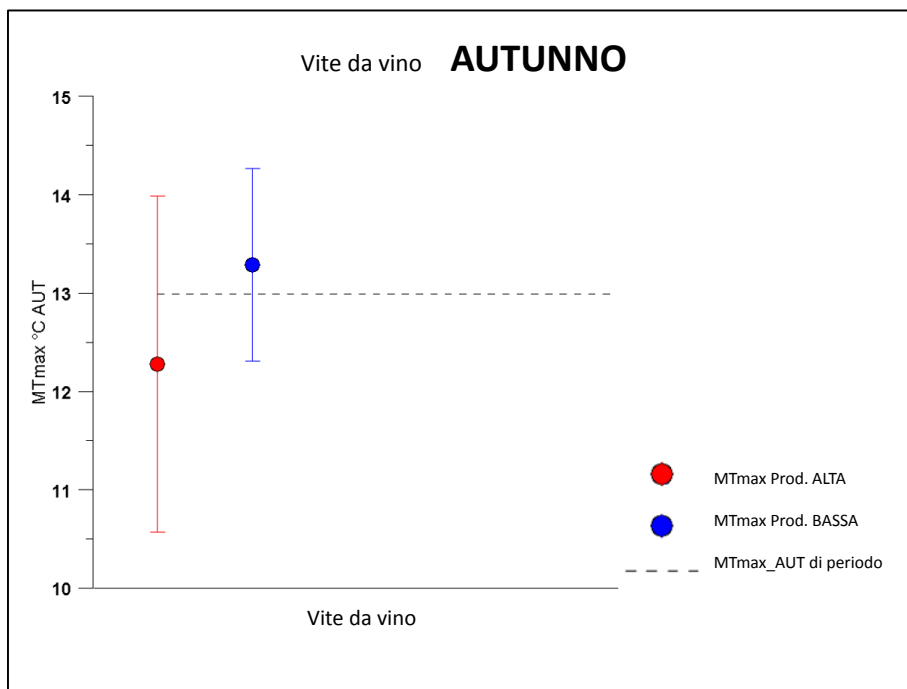 Vite da vino AUTUNNO
15
14
13
12
11
10
MTmax °C AUT
Vite da vino
MTmax Prod. ALTA
MTmax Prod. BASSA
MTmax_AUT di periodo